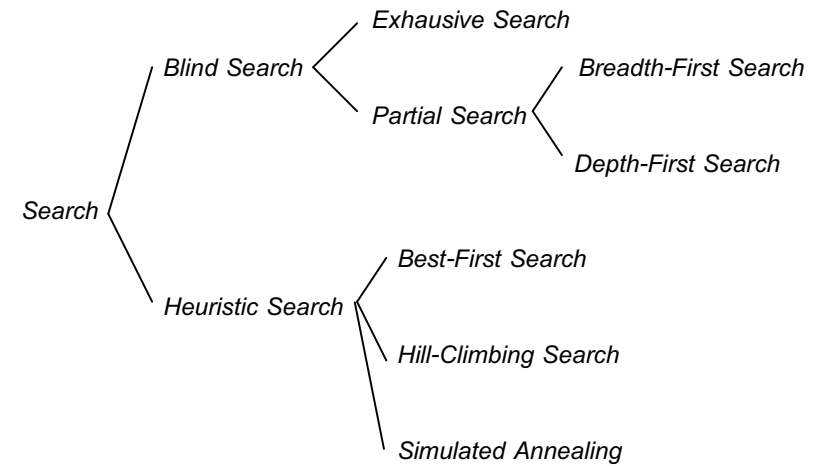 Exhausive Search
Blind Search
Breadth-First Search
Partial Search
Depth-First Search
Search
Best-First Search
Heuristic Search
Hill-Climbing Search
Simulated Annealing